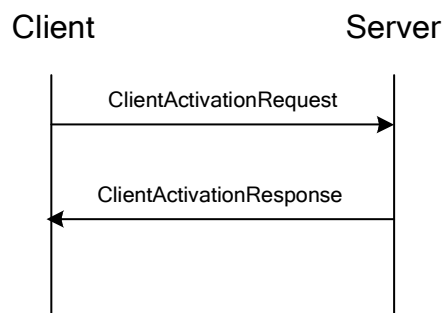 Client
Server
ClientActivationRequest
ClientActivationResponse